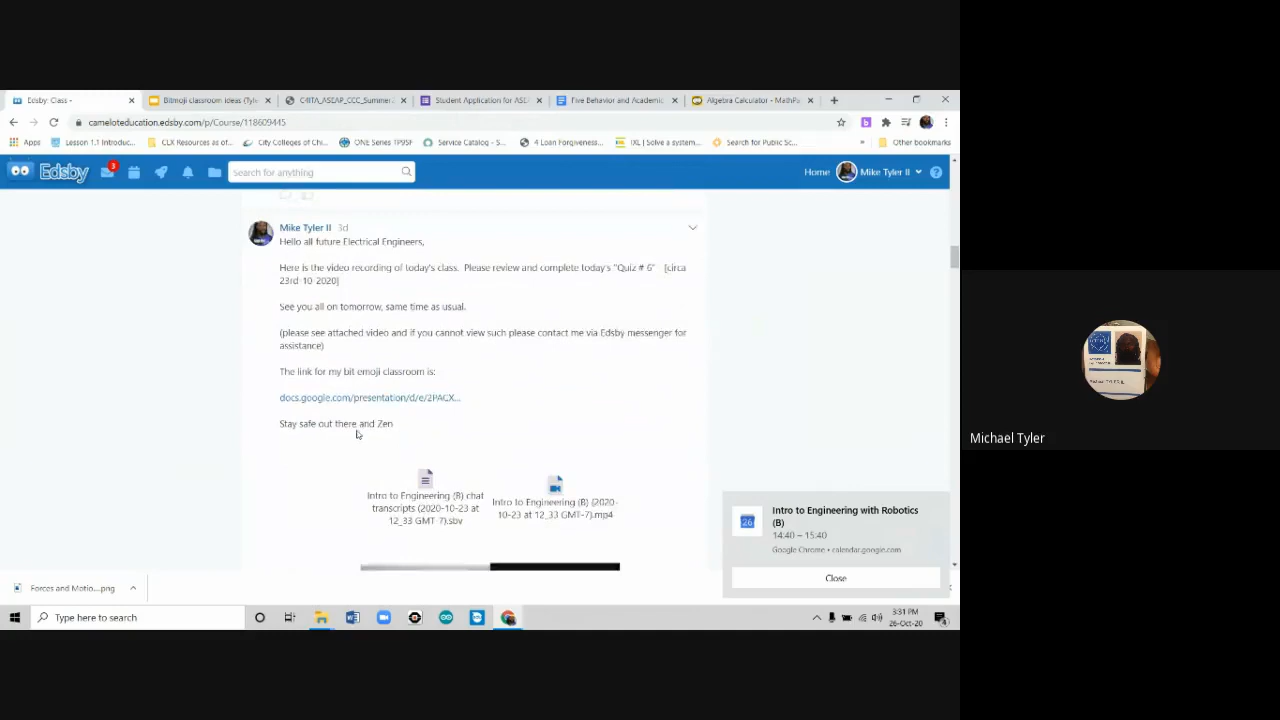 Edsby: Class -
Bitmoji classroom ideas (Tyle
C4ITA_ASEAP_CCC_Summer
Student Application for ASE
Five Behavior and Academic
Algebra Calculator - MathPa
cameloteducation.edsby.com/p/Course/118609445
Apps
Lesson 1.1 Introduc...
CLX Resources as of...
City Colleges of Chi...
ONE Series TP9SF
Service Catalog - S...
4 Loan Forgiveness...
IXL | Solve a system...
Search for Public Sc...
»
Other bookmarks
Edsby
3
Search for anything
Home
Mike Tyler II
Mike Tyler II 3d
Hello all future Electrical Engineers,
Here is the video recording of today's class. Please review and complete today's "Quiz # 6" [circa
23rd-10-2020]
See you all on tomorrow, same time as usual.
(please see attached video and if you cannot view such please contact me via Edsby messenger for
assistance)
The link for my bit emoji classroom is:
docs.google.com/presentation/d/e/2PACX...
Stay safe out there and Zen
Intro to Engineering (B) chat
transcripts (2020-10-23 at
12_33 GMT-7).sbv
Intro to Engineering (B) (2020-
10-23 at 12_33 GMT-7).mp4
26
Intro to Engineering with Robotics
(B)
14:40 – 15:40
Google Chrome • calendar.google.com
Close
Michael Tyler
Forces and Motio....png
Type here to search
3:31 PM
26-Oct-20